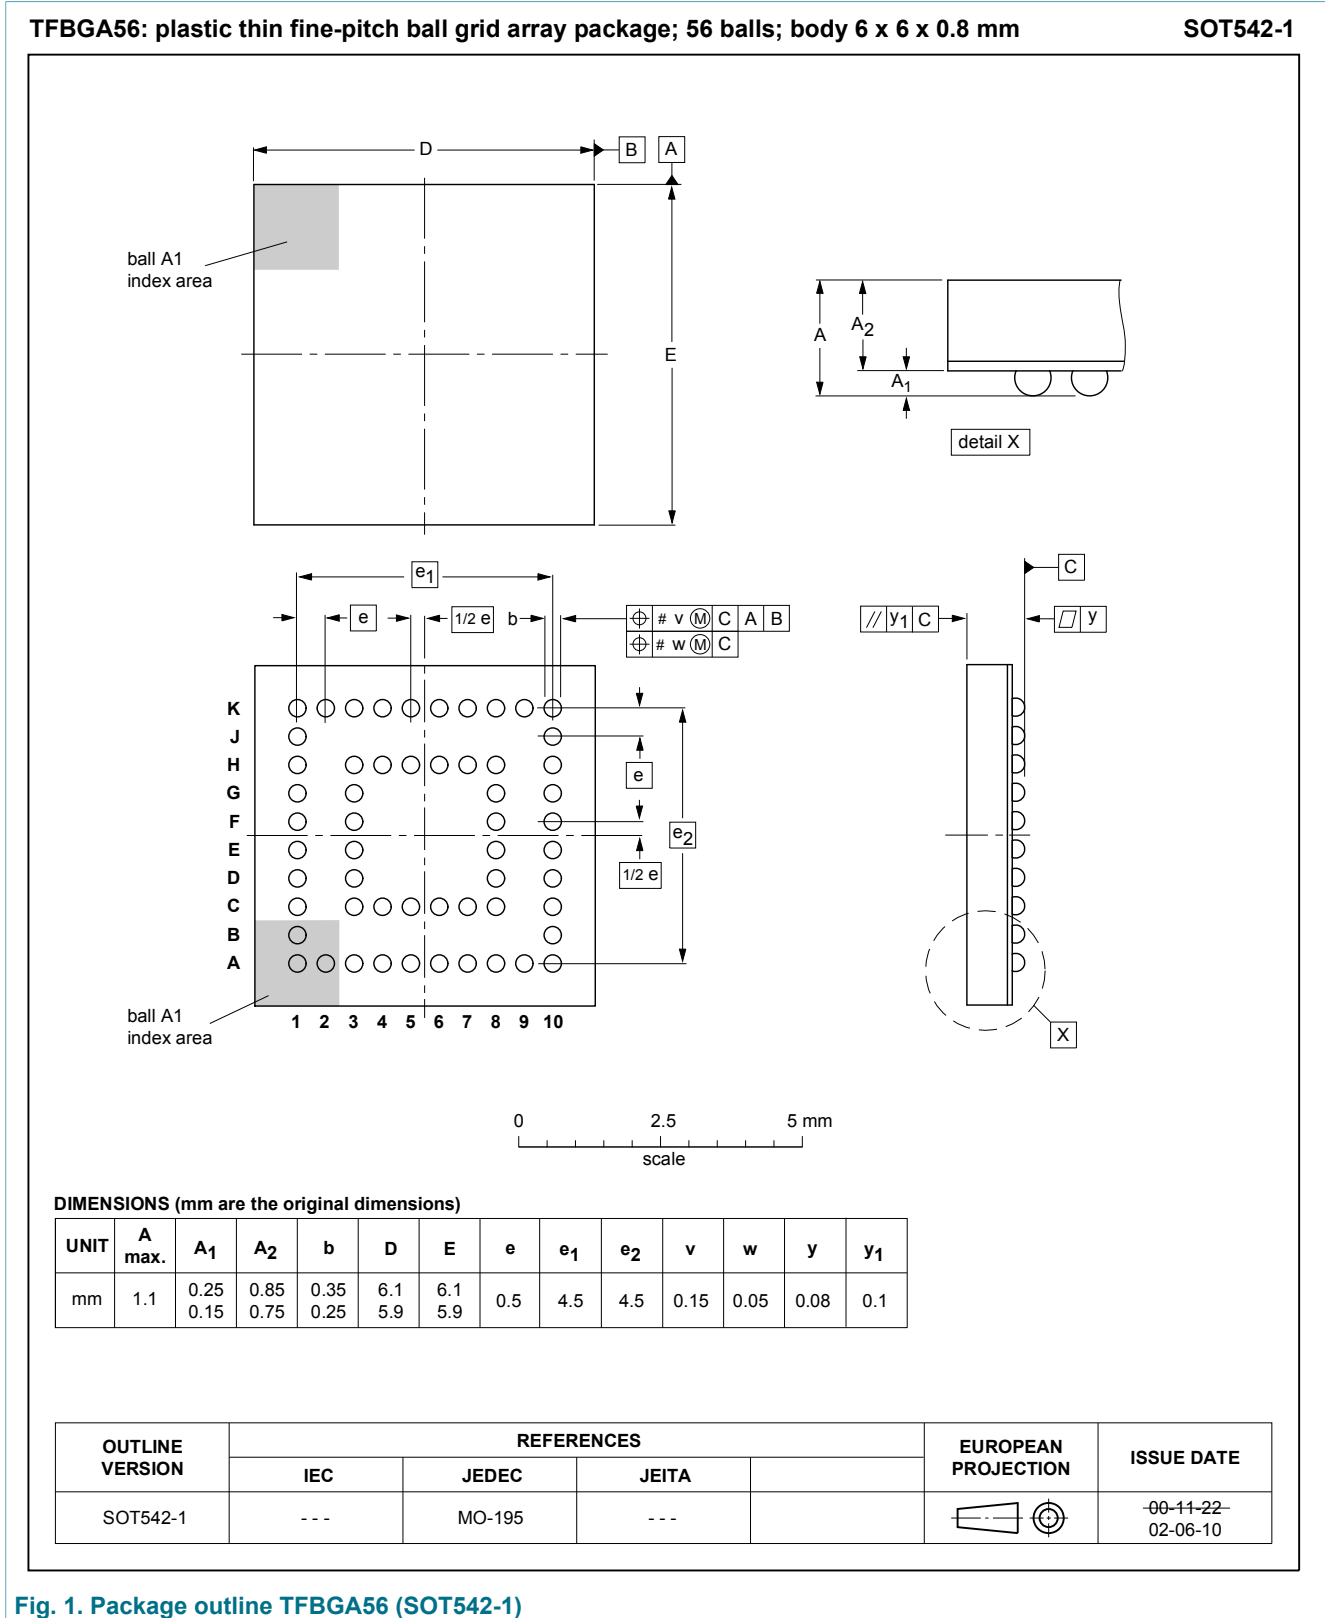 TFBGA56: plastic thin fine-pitch ball grid array package; 56 balls; body 6 x 6 x 0.8 mm SOT542-1
D B A
ball A1
index area
E
A A2
A1
detail X
e1
e 1/2 e b
# v M C A B
# w M C
y1 C
C
y
K
J
H
G
F
E
D
C
B
A
e
e2
1/2 e
ball A1
index area
1 2 3 4 5 6 7 8 9 10
X
0 2.5 5 mm
scale
DIMENSIONS (mm are the original dimensions)
UNIT A max. A1 A2 b D E e e1 e2 v w y y1
mm 1.1 0.25 0.15 0.85 0.75 0.35 0.25 6.1 5.9 6.1 5.9 0.5 4.5 4.5 0.15 0.05 0.08 0.1
OUTLINE VERSION REFERENCES EUROPEAN PROJECTION ISSUE DATE
IEC JEDEC JEITA
SOT542-1 - - - MO-195 - - - 00-11-22
02-06-10
Fig. 1. Package outline TFBGA56 (SOT542-1)